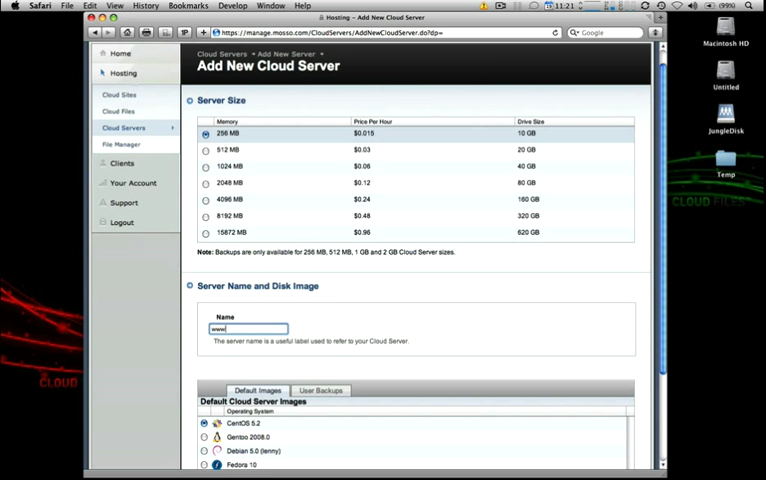 Safari File Edit View History Bookmarks Develop Window Help 11:21 (99%)
Hosting – Add New Cloud Server
https://manage.mosso.com/CloudServers/AddNewCloudServer.do?dp=
Google
Home
Hosting
Cloud Sites
Cloud Files
Cloud Servers
File Manager
Clients
Your Account
Support
Logout
Cloud Servers Add New Server
Add New Cloud Server
Server Size
Memory Price Per Hour Drive Size
256 MB $0.015 10 GB
512 MB $0.03 20 GB
1024 MB $0.06 40 GB
2048 MB $0.12 80 GB
4096 MB $0.24 160 GB
8192 MB $0.48 320 GB
15872 MB $0.96 620 GB
Note: Backups are only available for 256 MB, 512 MB, 1 GB and 2 GB Cloud Server sizes.
Server Name and Disk Image
Name
www
The server name is a useful label used to refer to your Cloud Server.
Default Images User Backups
Default Cloud Server Images
Operating System
CentOS 5.2
Gentoo 2008.0
Debian 5.0 (lenny)
Fedora 10
Macintosh HD
Untitled
JungleDisk
Temp
CLOUD FILES
CLOUD